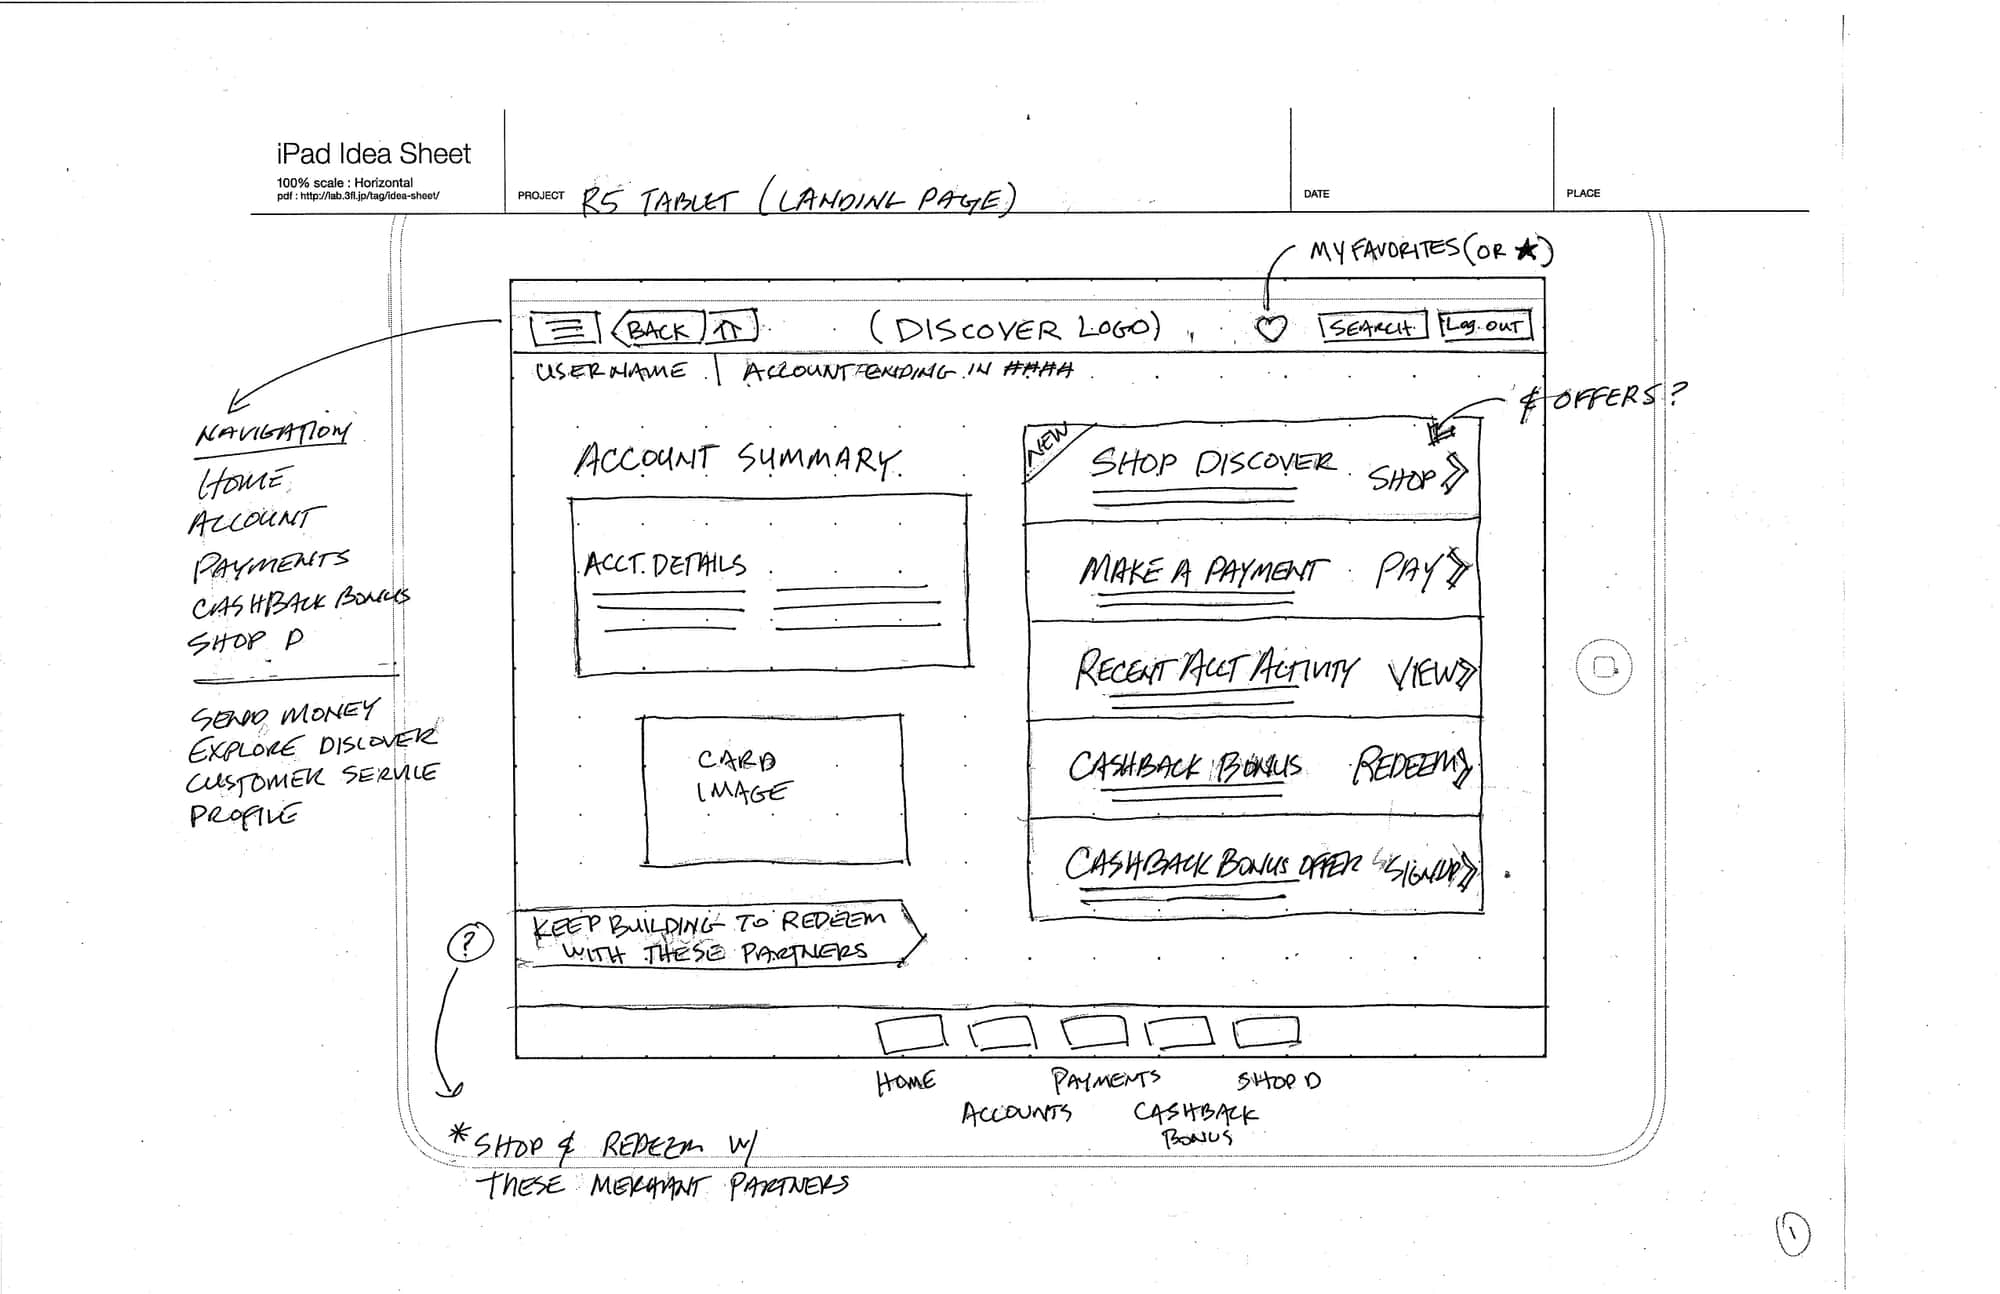 iPad Idea Sheet
100% scale : Horizontal
pdf : http://lab.3fl.jp/tag/idea-sheet/
PROJECT R5 TABLET (LANDING PAGE)
DATE
PLACE
MY FAVORITES (OR ★)
BACK
(DISCOVER LOGO)
SEARCH
LOG OUT
USERNAME | ACCOUNT ENDING IN ####
& OFFERS?
NAVIGATION
HOME
ACCOUNT
PAYMENTS
CASHBACK BONUS
SHOP D
SEND MONEY
EXPLORE DISCOVER
CUSTOMER SERVICE
PROFILE
ACCOUNT SUMMARY
ACCT. DETAILS
CARD
IMAGE
NEW
SHOP DISCOVER
SHOP
MAKE A PAYMENT PAY
RECENT ACCT ACTIVITY VIEW
CASHBACK BONUS REDEEM
CASHBACK BONUS OFFER SIGNUP
KEEP BUILDING TO REDEEM
WITH THESE PARTNERS
?
HOME
ACCOUNTS
PAYMENTS
CASHBACK
BONUS
SHOP D
*SHOP & REDEEM W/
THESE MERCHANT PARTNERS
1